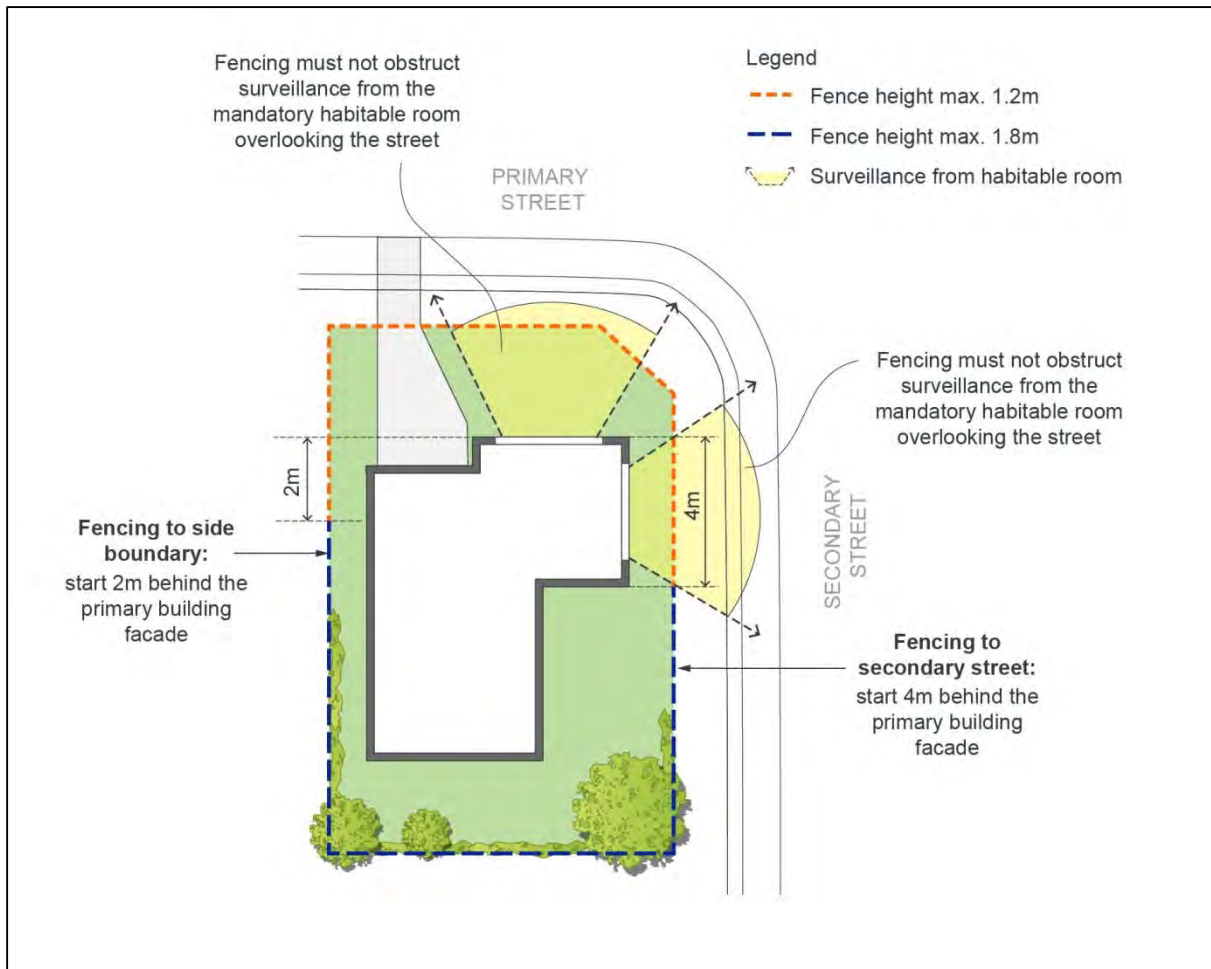 Fencing must not obstruct
surveillance from the
mandatory habitable room
overlooking the street
Legend
Fence height max. 1.2m
Fence height max. 1.8m
Surveillance from habitable room
PRIMARY
STREET
Fencing must not obstruct
surveillance from the
mandatory habitable room
overlooking the street
2m
4m
SECONDARY
STREET
Fencing to side
boundary:
start 2m behind the
primary building
facade
Fencing to
secondary street:
start 4m behind the
primary building
facade